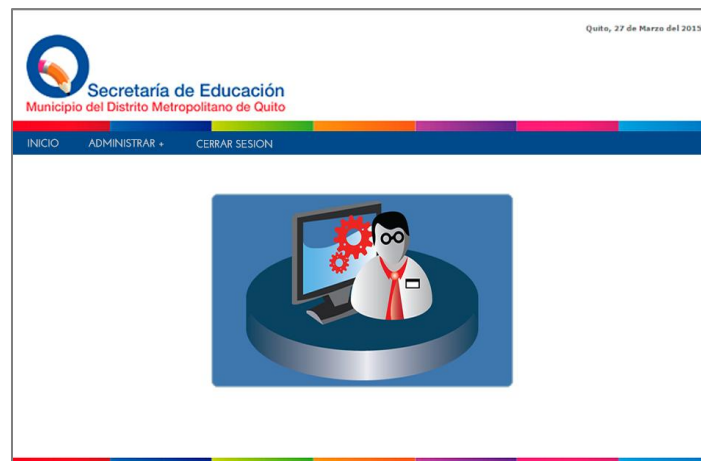 Quito, 27 de Marzo del 2015
Secretaría de Educación
Municipio del Distrito Metropolitano de Quito
INICIO ADMINISTRAR + CERRAR SESION